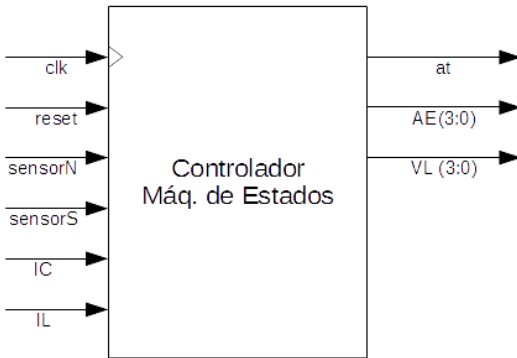 clk
reset
sensorN
sensorS
IC
IL
Controlador
Máq. de Estados
at
AE(3:0)
VL (3:0)